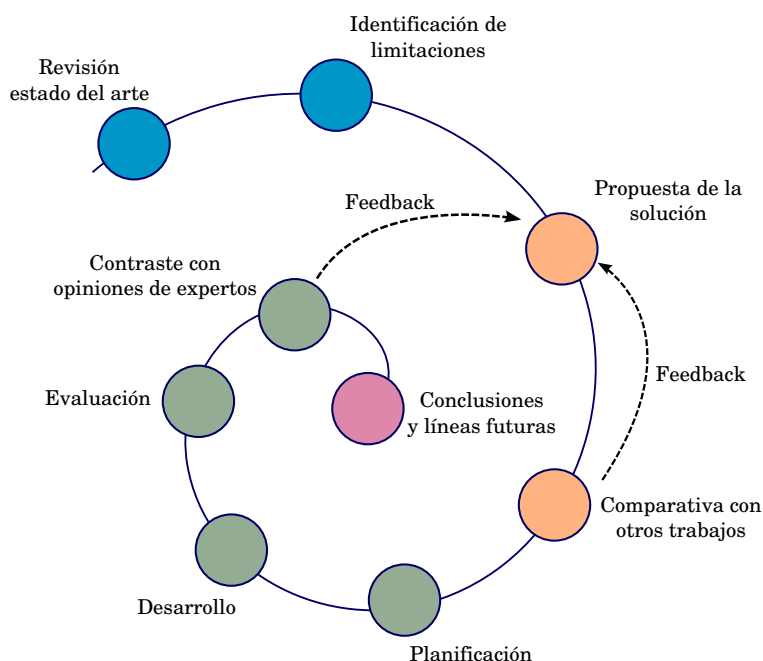 Identificación de
limitaciones
Revisión
estado del arte
Propuesta de la
solución
Feedback
Contraste con
opiniones de expertos
Feedback
Evaluación
Conclusiones
y líneas futuras
Comparativa con
otros trabajos
Desarrollo
Planificación